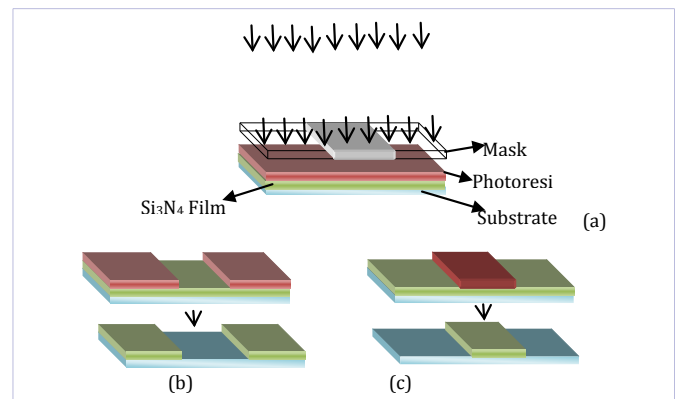 Mask
Photoresi
Si₃N₄ Film
Substrate
(a)
(b)
(c)